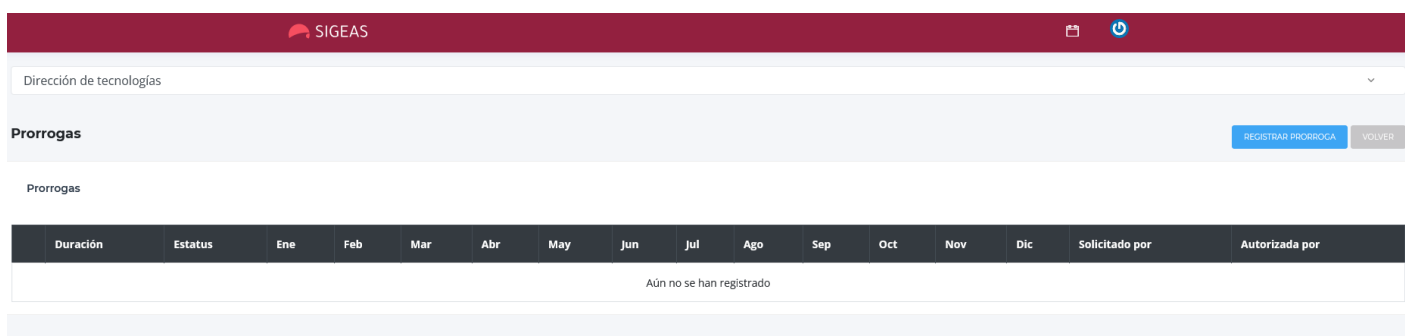 SIGEAS
Dirección de tecnologías
Prorrogas
REGISTRAR PRORROGA VOLVER
Prorrogas
Duración Estatus Ene Feb Mar Abr May Jun Jul Ago Sep Oct Nov Dic Solicitado por Autorizada por
Aún no se han registrado